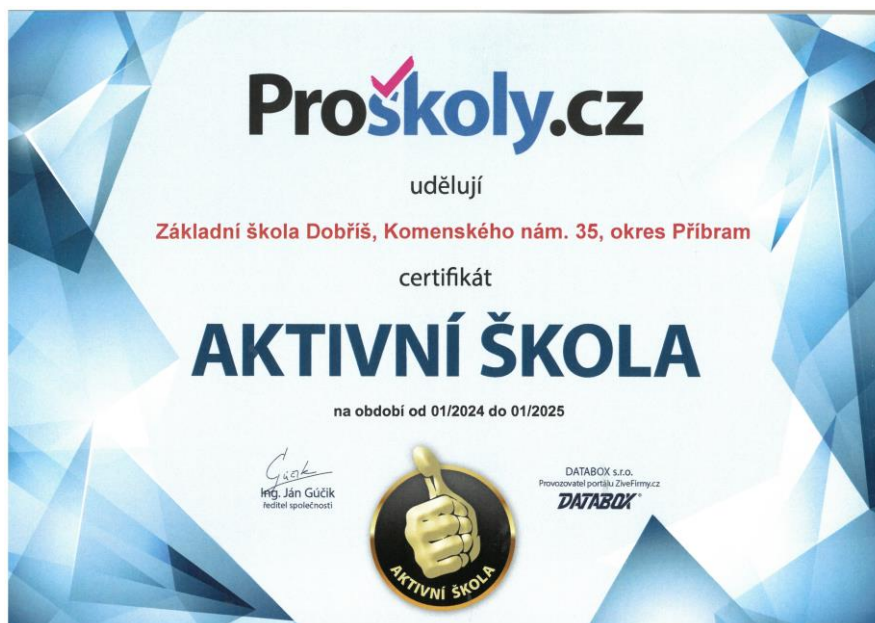 Proškoly.cz
udělují
Základní škola Dobříš, Komenského nám. 35, okres Příbram
certifikát
AKTIVNÍ ŠKOLA
na období od 01/2024 do 01/2025
Gúčik
Ing. Ján Gúčik
ředitel společnosti
DATABOX s.r.o.
Provozovatel portálu ZiveFirmy.cz
DATABOX®
AKTIVNÍ ŠKOLA